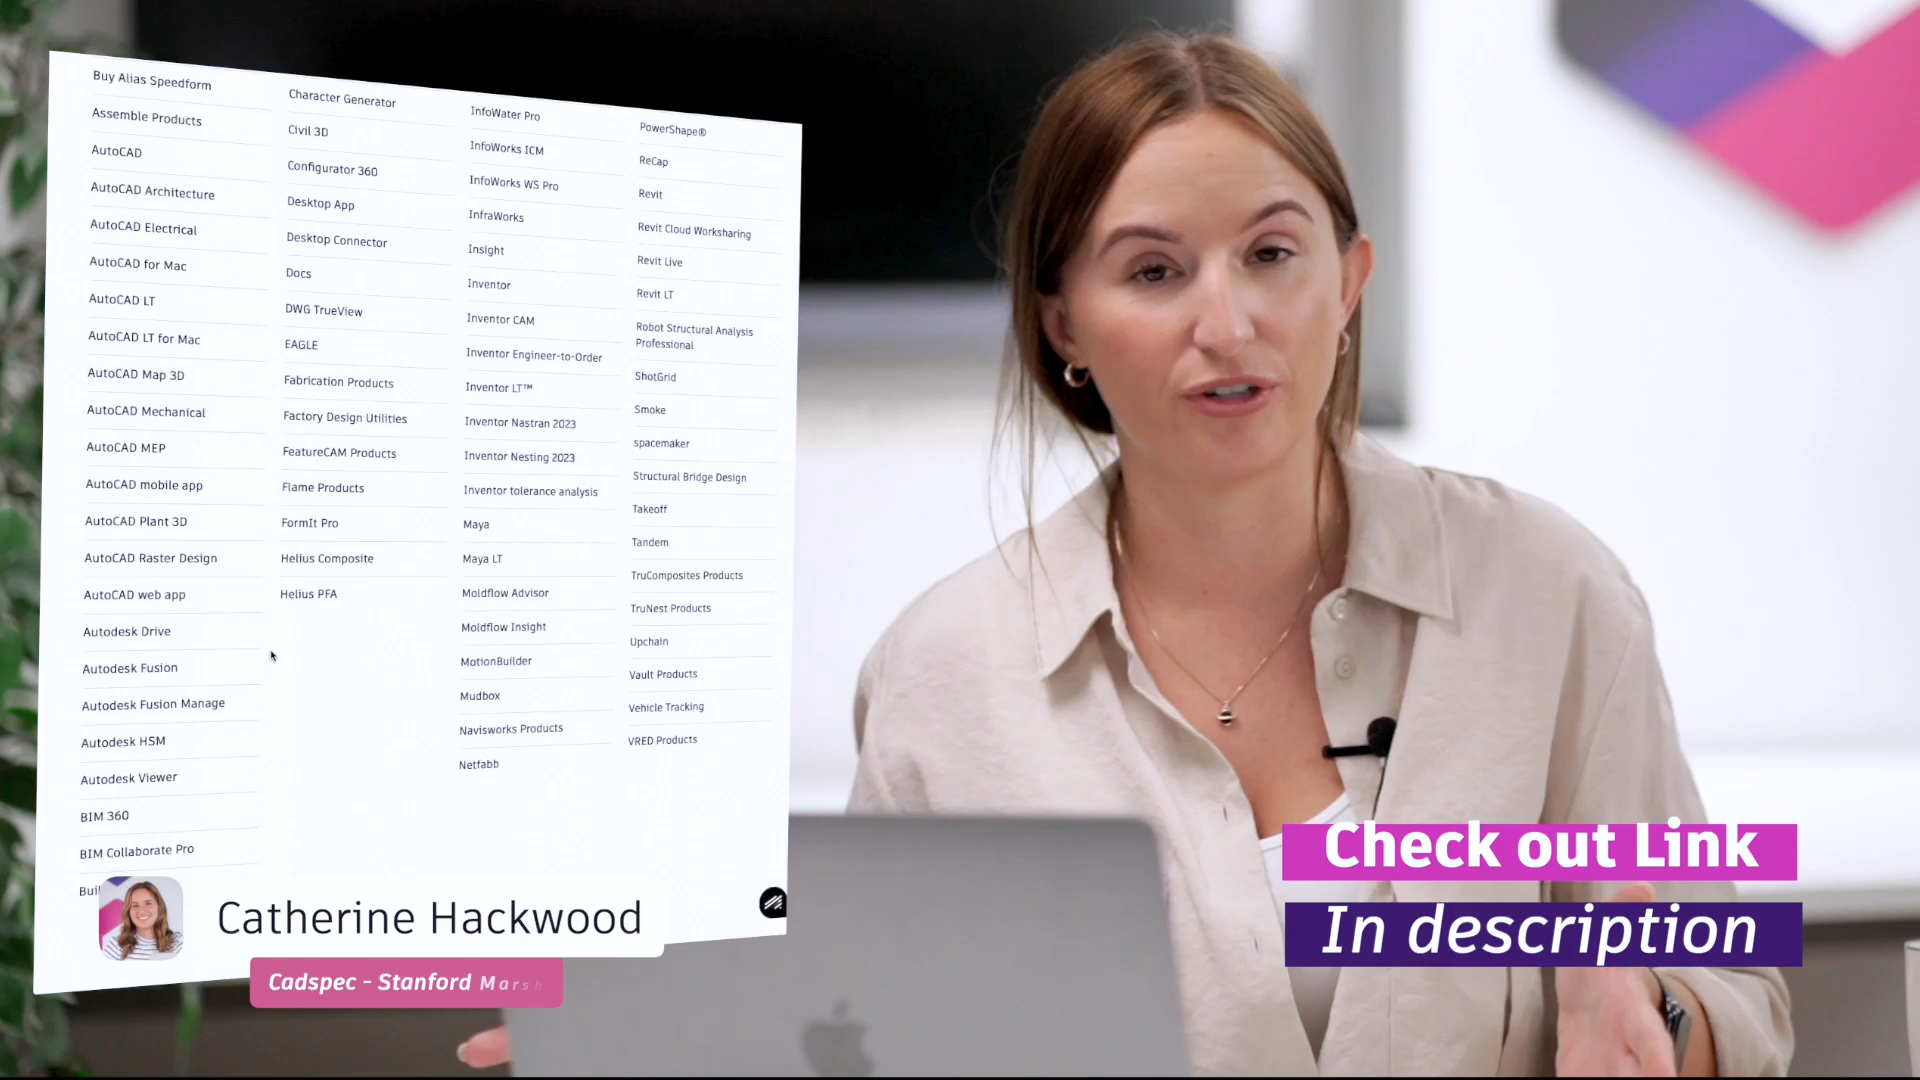 Buy Alias Speedform
Assemble Products
AutoCAD
AutoCAD Architecture
AutoCAD Electrical
AutoCAD for Mac
AutoCAD LT
AutoCAD LT for Mac
AutoCAD Map 3D
AutoCAD Mechanical
AutoCAD MEP
AutoCAD mobile app
AutoCAD Plant 3D
AutoCAD Raster Design
AutoCAD web app
Autodesk Drive
Autodesk Fusion
Autodesk Fusion Manage
Autodesk HSM
Autodesk Viewer
BIM 360
BIM Collaborate Pro
Character Generator
Civil 3D
Configurator 360
Desktop App
Desktop Connector
Docs
DWG TrueView
EAGLE
Fabrication Products
Factory Design Utilities
FeatureCAM Products
Flame Products
FormIt Pro
Helius Composite
Helius PFA
InfoWater Pro
InfoWorks ICM
InfoWorks WS Pro
InfraWorks
Insight
Inventor
Inventor CAM
Inventor Engineer-to-Order
Inventor LT™
Inventor Nastran 2023
Inventor Nesting 2023
Inventor tolerance analysis
Maya
Maya LT
Moldflow Advisor
Moldflow Insight
MotionBuilder
Mudbox
Navisworks Products
Netfabb
PowerShape®
ReCap
Revit
Revit Cloud Worksharing
Revit Live
Revit LT
Robot Structural Analysis
Professional
ShotGrid
Smoke
spacemaker
Structural Bridge Design
Takeoff
Tandem
TruComposites Products
TruNest Products
Upchain
Vault Products
Vehicle Tracking
VRED Products
Catherine Hackwood
Cadspec - Stanford Marsh
Check out Link
In description